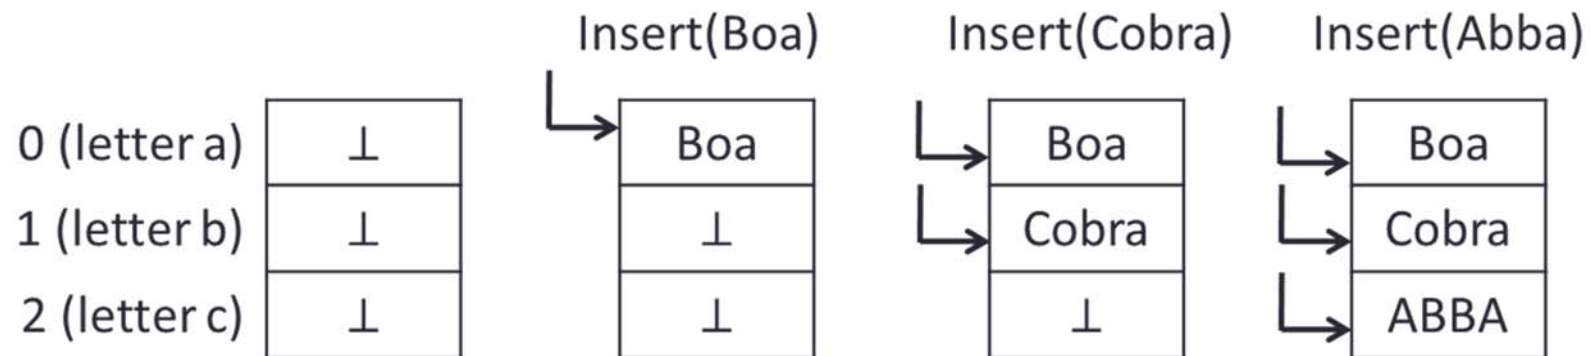 Insert(Boa) Insert(Cobra) Insert(Abba)
0 (letter a) ⊥ Boa Boa Boa
1 (letter b) ⊥ ⊥ Cobra Cobra
2 (letter c) ⊥ ⊥ ⊥ ABBA